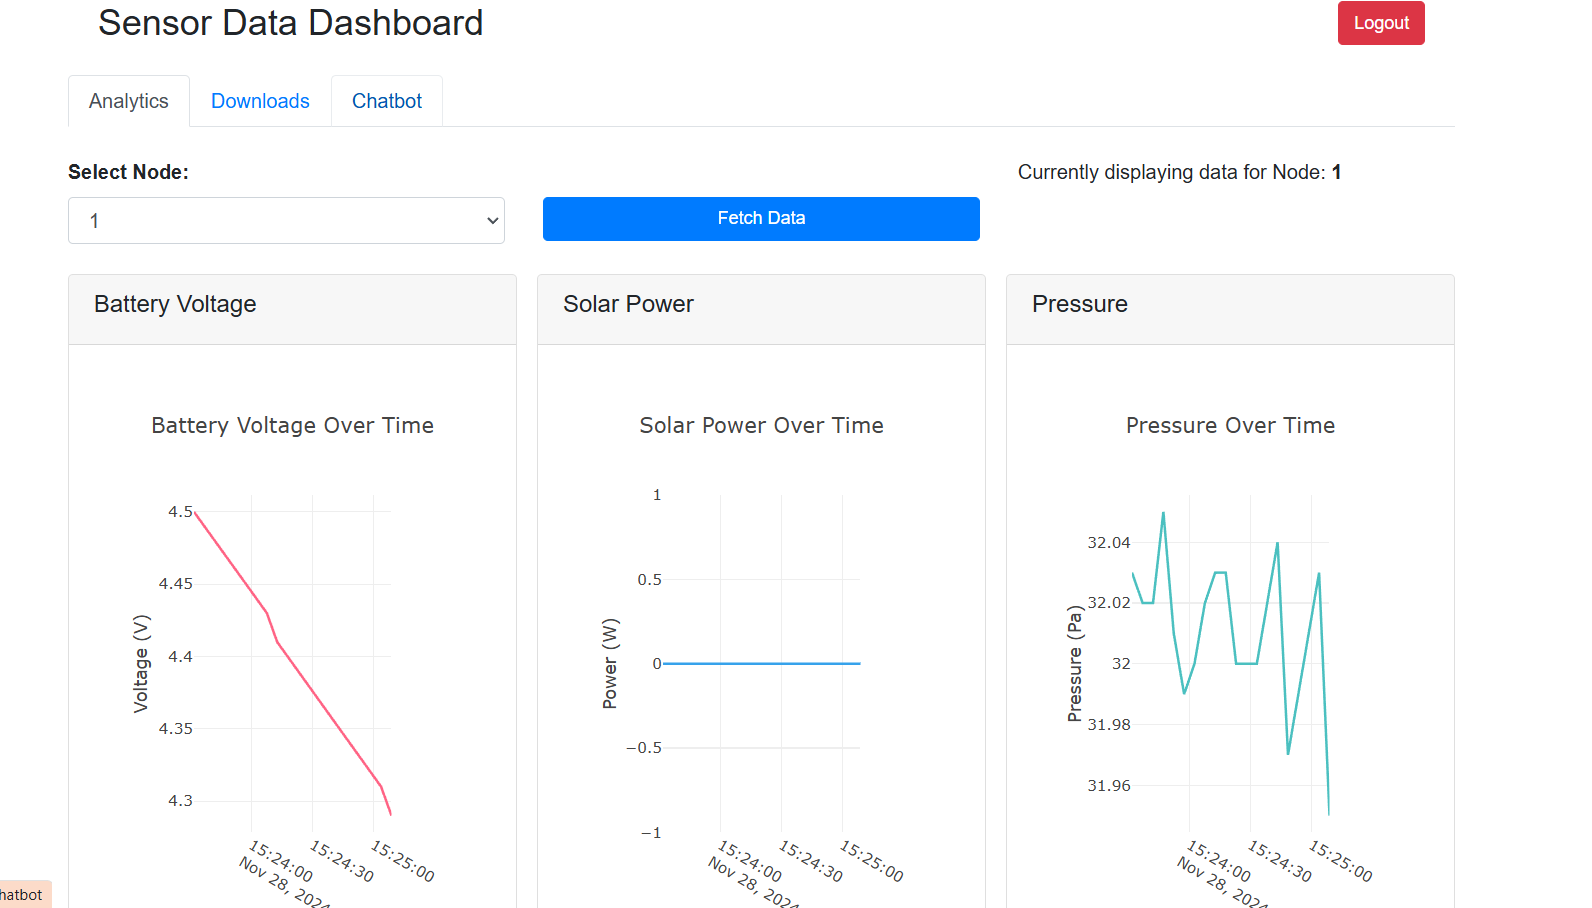 Sensor Data Dashboard
Logout
Analytics
Downloads
Chatbot
Select Node:
Currently displaying data for Node: 1
1
Fetch Data
Battery Voltage
Solar Power
Pressure
Battery Voltage Over Time
4.5
4.45
4.4
4.35
4.3
Voltage (V)
15:24:00
Nov 28, 2024
15:24:30
15:25:00
Solar Power Over Time
1
0.5
0
−0.5
−1
Power (W)
15:24:00
Nov 28, 2024
15:24:30
15:25:00
Pressure Over Time
32.04
32.02
32
31.98
31.96
Pressure (Pa)
15:24:00
Nov 28, 2024
15:24:30
15:25:00
hatbot